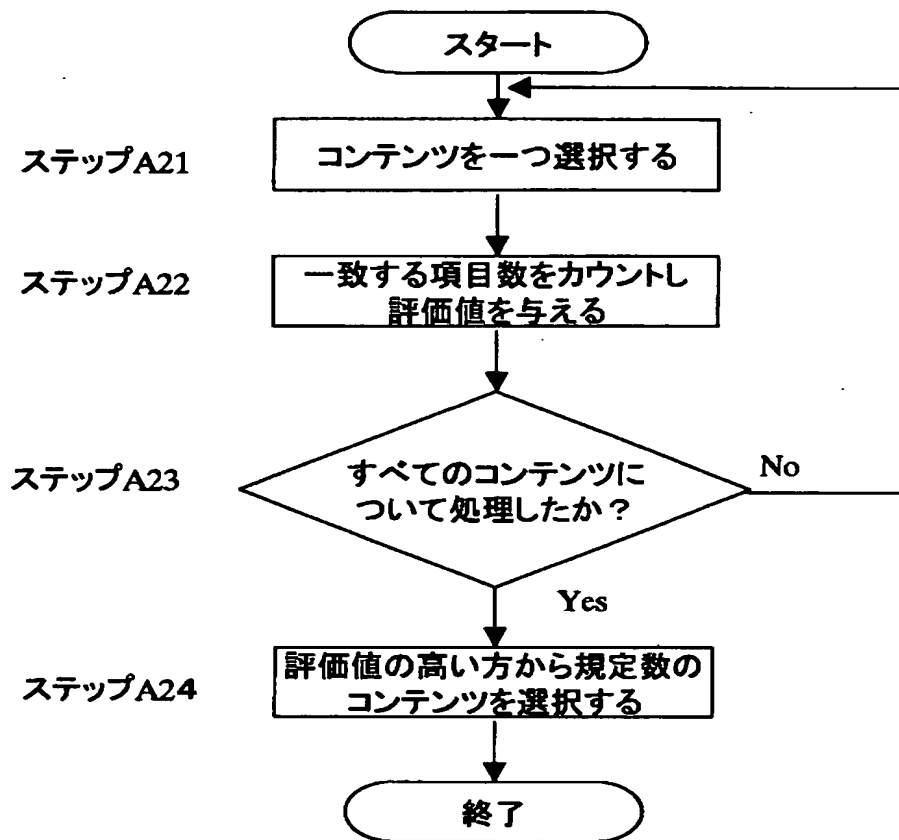 スタート
ステップA21
コンテンツを一つ選択する
ステップA22
一致する項目数をカウントし
評価値を与える
ステップA23
すべてのコンテンツに
ついて処理したか？
No
Yes
ステップA24
評価値の高い方から規定数の
コンテンツを選択する
終了